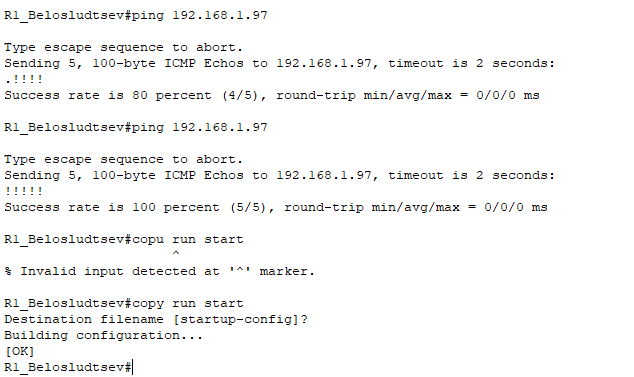 R1_Belosludtsev#ping 192.168.1.97
Type escape sequence to abort.
Sending 5, 100-byte ICMP Echos to 192.168.1.97, timeout is 2 seconds:
.!!!!
Success rate is 80 percent (4/5), round-trip min/avg/max = 0/0/0 ms
R1_Belosludtsev#ping 192.168.1.97
Type escape sequence to abort.
Sending 5, 100-byte ICMP Echos to 192.168.1.97, timeout is 2 seconds:
!!!!!
Success rate is 100 percent (5/5), round-trip min/avg/max = 0/0/0 ms
R1_Belosludtsev#copu run start
^
% Invalid input detected at '^' marker.
R1_Belosludtsev#copy run start
Destination filename [startup-config]?
Building configuration...
[OK]
R1_Belosludtsev#